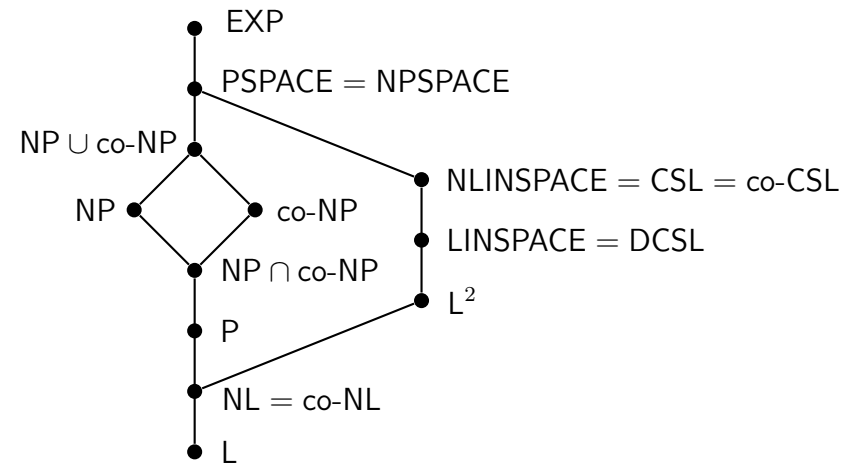 EXP
PSPACE = NPSPACE
NP ∪ co-NP
NLINSPACE = CSL = co-CSL
NP
co-NP
LINSPACE = DCSL
NP ∩ co-NP
L²
P
NL = co-NL
L